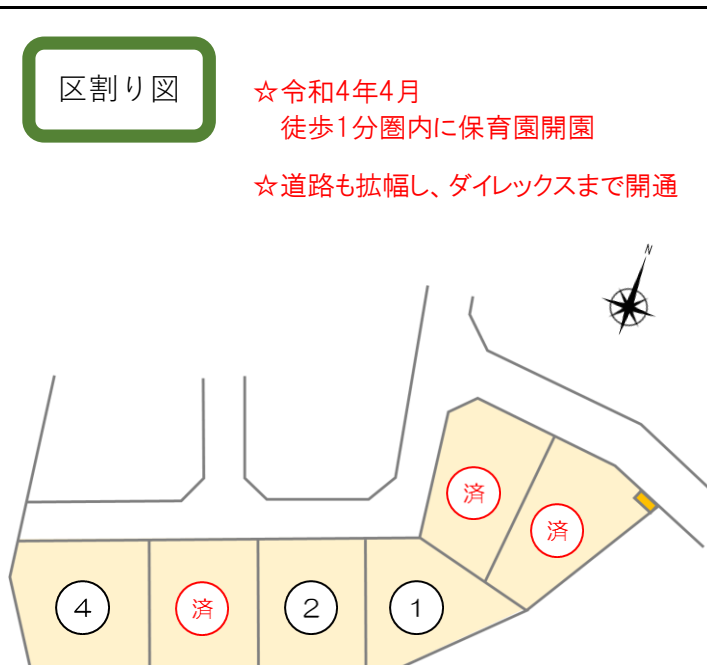 区割り図
☆令和4年4月
徒歩1分圏内に保育園開園
☆道路も拡幅し、ダイレックスまで開通
N
済
済
4
済
2
1